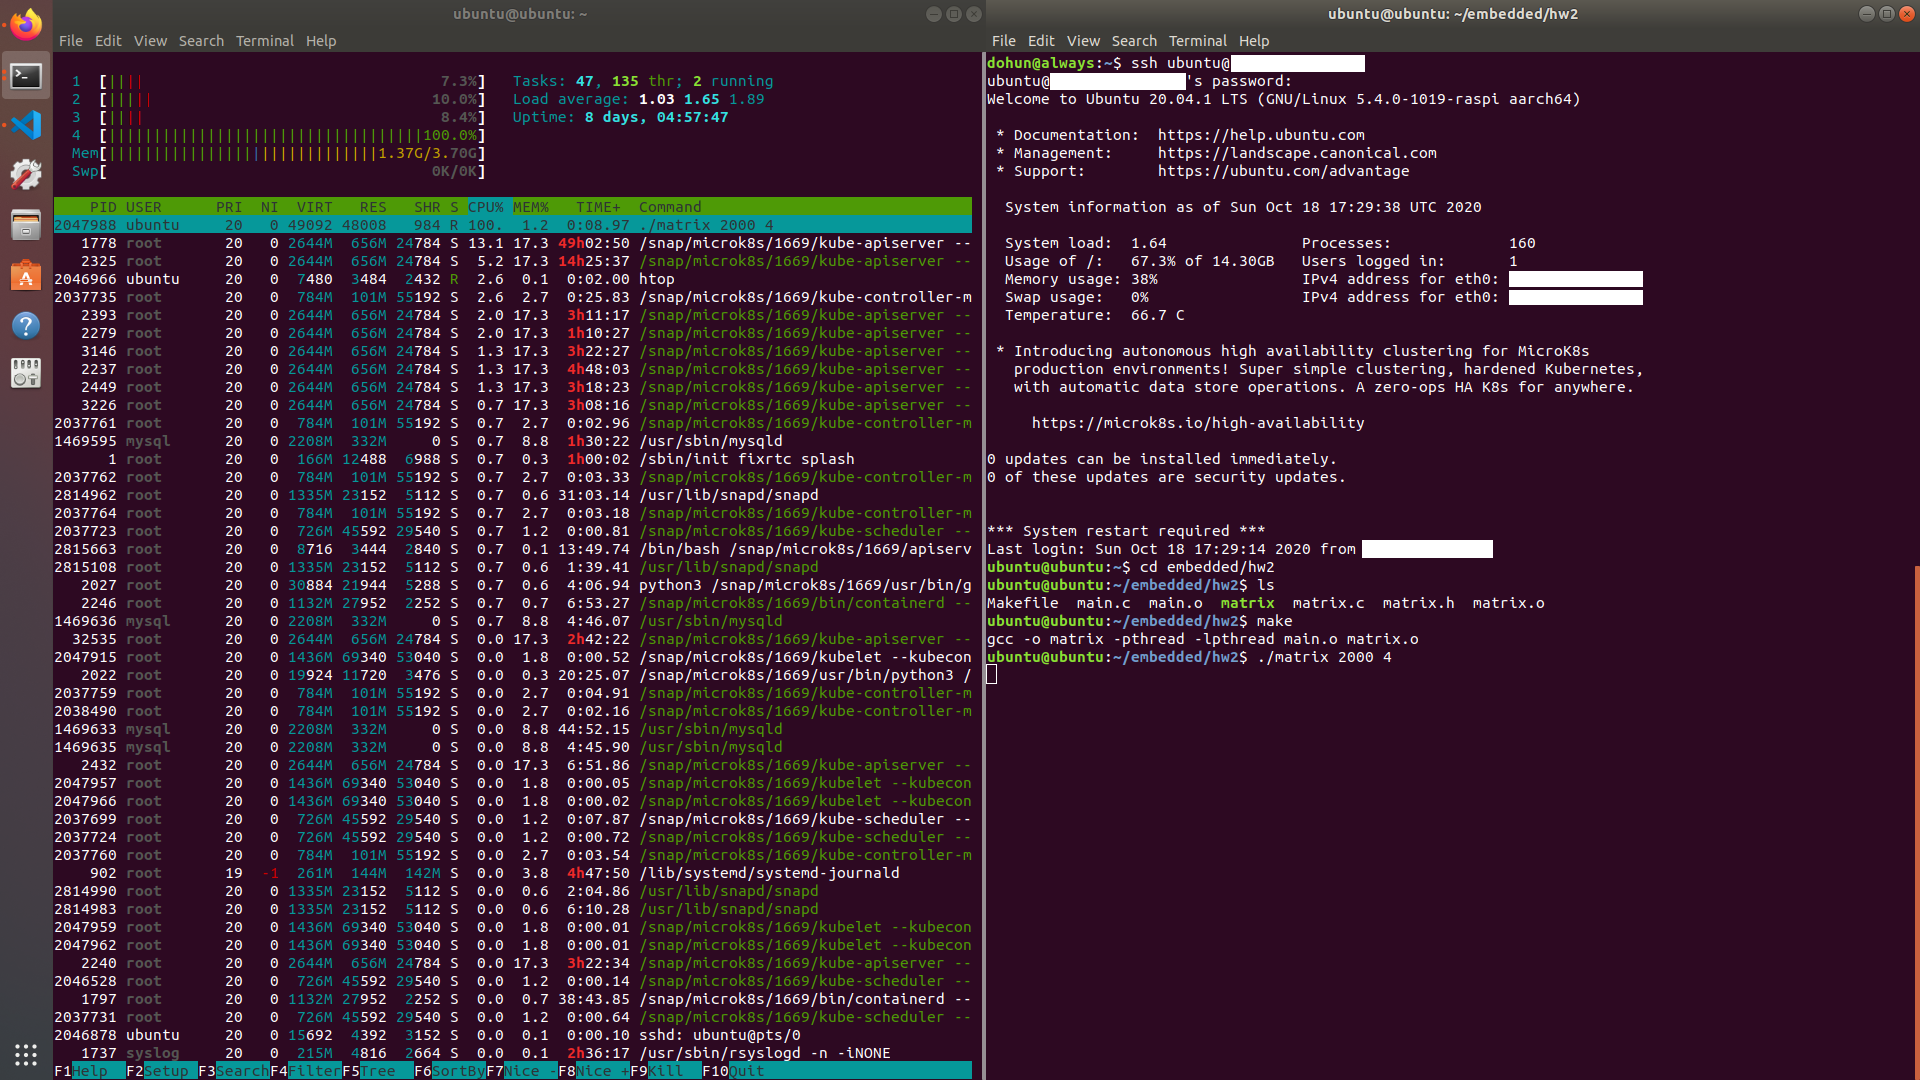 ubuntu@ubuntu: ~
File Edit View Search Terminal Help
1 [|||| 7.3%] Tasks: 47, 135 thr; 2 running
2 [||||| 10.0%] Load average: 1.03 1.65 1.89
3 [|||| 8.4%] Uptime: 8 days, 04:57:47
4 [|||||||||||||||||||||||||||||||||||100.0%]
Mem[||||||||||||||||||||||||||||||1.37G/3.70G]
Swp[ 0K/0K]
PID USER PRI NI VIRT RES SHR S CPU% MEM% TIME+ Command
2047988 ubuntu 20 0 49092 48008 984 R 100. 1.2 0:08.97 ./matrix 2000 4
1778 root 20 0 2644M 656M 24784 S 13.1 17.3 49h02:50 /snap/microk8s/1669/kube-apiserver --
2325 root 20 0 2644M 656M 24784 S 5.2 17.3 14h25:37 /snap/microk8s/1669/kube-apiserver --
2046966 ubuntu 20 0 7480 3484 2432 R 2.6 0.1 0:02.00 htop
2037735 root 20 0 784M 101M 55192 S 2.6 2.7 0:25.83 /snap/microk8s/1669/kube-controller-m
2393 root 20 0 2644M 656M 24784 S 2.0 17.3 3h11:17 /snap/microk8s/1669/kube-apiserver --
2279 root 20 0 2644M 656M 24784 S 2.0 17.3 1h10:27 /snap/microk8s/1669/kube-apiserver --
3146 root 20 0 2644M 656M 24784 S 1.3 17.3 3h22:27 /snap/microk8s/1669/kube-apiserver --
2237 root 20 0 2644M 656M 24784 S 1.3 17.3 4h48:03 /snap/microk8s/1669/kube-apiserver --
2449 root 20 0 2644M 656M 24784 S 1.3 17.3 3h18:23 /snap/microk8s/1669/kube-apiserver --
3226 root 20 0 2644M 656M 24784 S 0.7 17.3 3h08:16 /snap/microk8s/1669/kube-apiserver --
2037761 root 20 0 784M 101M 55192 S 0.7 2.7 0:02.96 /snap/microk8s/1669/kube-controller-m
1469595 mysql 20 0 2208M 332M 0 S 0.7 8.8 1h30:22 /usr/sbin/mysqld
1 root 20 0 166M 12488 6988 S 0.7 0.3 1h00:02 /sbin/init fixrtc splash
2037762 root 20 0 784M 101M 55192 S 0.7 2.7 0:03.33 /snap/microk8s/1669/kube-controller-m
2814962 root 20 0 1335M 23152 5112 S 0.7 0.6 31:03.14 /usr/lib/snapd/snapd
2037764 root 20 0 784M 101M 55192 S 0.7 2.7 0:03.18 /snap/microk8s/1669/kube-controller-m
2037723 root 20 0 726M 45592 29540 S 0.7 1.2 0:00.81 /snap/microk8s/1669/kube-scheduler --
2815663 root 20 0 8716 3444 2840 S 0.7 0.1 13:49.74 /bin/bash /snap/microk8s/1669/apiserv
2815108 root 20 0 1335M 23152 5112 S 0.7 0.6 1:39.41 /usr/lib/snapd/snapd
2027 root 20 0 30884 21944 5288 S 0.7 0.6 4:06.94 python3 /snap/microk8s/1669/usr/bin/g
2246 root 20 0 1132M 27952 2252 S 0.7 0.7 6:53.27 /snap/microk8s/1669/bin/containerd --
1469636 mysql 20 0 2208M 332M 0 S 0.7 8.8 4:46.07 /usr/sbin/mysqld
32535 root 20 0 2644M 656M 24784 S 0.0 17.3 2h42:22 /snap/microk8s/1669/kube-apiserver --
2047915 root 20 0 1436M 69340 53040 S 0.0 1.8 0:00.52 /snap/microk8s/1669/kubelet --kubecon
2022 root 20 0 19924 11720 3476 S 0.0 0.3 20:25.07 /snap/microk8s/1669/usr/bin/python3 /
2037759 root 20 0 784M 101M 55192 S 0.0 2.7 0:04.91 /snap/microk8s/1669/kube-controller-m
2038490 root 20 0 784M 101M 55192 S 0.0 2.7 0:02.16 /snap/microk8s/1669/kube-controller-m
1469633 mysql 20 0 2208M 332M 0 S 0.0 8.8 44:52.15 /usr/sbin/mysqld
1469635 mysql 20 0 2208M 332M 0 S 0.0 8.8 4:45.90 /usr/sbin/mysqld
2432 root 20 0 2644M 656M 24784 S 0.0 17.3 6:51.86 /snap/microk8s/1669/kube-apiserver --
2047957 root 20 0 1436M 69340 53040 S 0.0 1.8 0:00.05 /snap/microk8s/1669/kubelet --kubecon
2047966 root 20 0 1436M 69340 53040 S 0.0 1.8 0:00.02 /snap/microk8s/1669/kubelet --kubecon
2037699 root 20 0 726M 45592 29540 S 0.0 1.2 0:07.87 /snap/microk8s/1669/kube-scheduler --
2037724 root 20 0 726M 45592 29540 S 0.0 1.2 0:00.72 /snap/microk8s/1669/kube-scheduler --
2037760 root 20 0 784M 101M 55192 S 0.0 2.7 0:03.54 /snap/microk8s/1669/kube-controller-m
902 root 19 -1 261M 144M 142M S 0.0 3.8 4h47:50 /lib/systemd/systemd-journald
2814990 root 20 0 1335M 23152 5112 S 0.0 0.6 2:04.86 /usr/lib/snapd/snapd
2814983 root 20 0 1335M 23152 5112 S 0.0 0.6 6:10.28 /usr/lib/snapd/snapd
2047959 root 20 0 1436M 69340 53040 S 0.0 1.8 0:00.01 /snap/microk8s/1669/kubelet --kubecon
2047962 root 20 0 1436M 69340 53040 S 0.0 1.8 0:00.01 /snap/microk8s/1669/kubelet --kubecon
2240 root 20 0 2644M 656M 24784 S 0.0 17.3 3h22:34 /snap/microk8s/1669/kube-apiserver --
2046528 root 20 0 726M 45592 29540 S 0.0 1.2 0:00.14 /snap/microk8s/1669/kube-scheduler --
1797 root 20 0 1132M 27952 2252 S 0.0 0.7 38:43.85 /snap/microk8s/1669/bin/containerd --
2037731 root 20 0 726M 45592 29540 S 0.0 1.2 0:00.64 /snap/microk8s/1669/kube-scheduler --
2046878 ubuntu 20 0 15692 4392 3152 S 0.0 0.1 0:00.10 sshd: ubuntu@pts/0
1737 syslog 20 0 215M 4816 2664 S 0.0 0.1 2h36:17 /usr/sbin/rsyslogd -n -iNONE
F1Help F2Setup F3SearchF4FilterF5Tree F6SortByF7Nice -F8Nice +F9Kill F10Quit
ubuntu@ubuntu: ~/embedded/hw2
File Edit View Search Terminal Help
dohun@always:~$ ssh ubuntu@
ubuntu@ 's password:
Welcome to Ubuntu 20.04.1 LTS (GNU/Linux 5.4.0-1019-raspi aarch64)
* Documentation: https://help.ubuntu.com
* Management: https://landscape.canonical.com
* Support: https://ubuntu.com/advantage
System information as of Sun Oct 18 17:29:38 UTC 2020
System load: 1.64 Processes: 160
Usage of /: 67.3% of 14.30GB Users logged in: 1
Memory usage: 38% IPv4 address for eth0:
Swap usage: 0% IPv4 address for eth0:
Temperature: 66.7 C
* Introducing autonomous high availability clustering for MicroK8s
production environments! Super simple clustering, hardened Kubernetes,
with automatic data store operations. A zero-ops HA K8s for anywhere.
https://microk8s.io/high-availability
0 updates can be installed immediately.
0 of these updates are security updates.
*** System restart required ***
Last login: Sun Oct 18 17:29:14 2020 from
ubuntu@ubuntu:~$ cd embedded/hw2
ubuntu@ubuntu:~/embedded/hw2$ ls
Makefile main.c main.o matrix matrix.c matrix.h matrix.o
ubuntu@ubuntu:~/embedded/hw2$ make
gcc -o matrix -pthread -lpthread main.o matrix.o
ubuntu@ubuntu:~/embedded/hw2$ ./matrix 2000 4